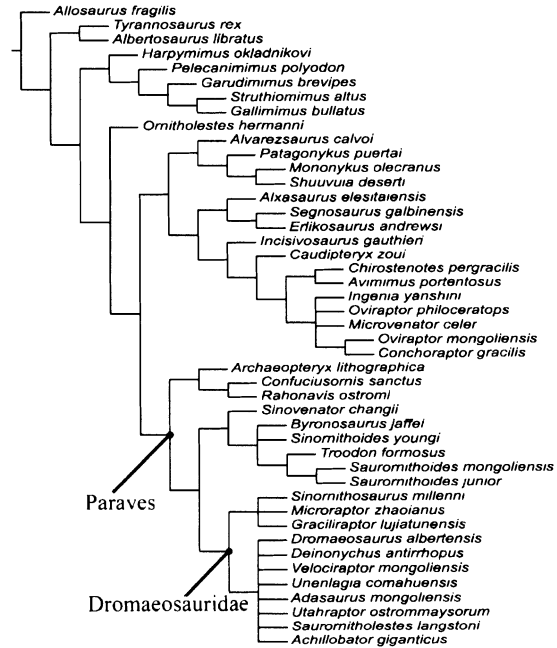 Allosaurus fragilis
Tyrannosaurus rex
Albertosaurus libratus
Harpymimus okladnikovi
Pelecanimimus polyodon
Garudimimus brevipes
Struthiomimus altus
Gallimimus bullatus
Ornitholestes hermanni
Alvarezsaurus calvoi
Patagonykus puertai
Mononykus olecranus
Shuuvuia deserti
Alxasaurus elesitaiensis
Segnosaurus galbinensis
Erlikosaurus andrewsi
Incisivosaurus gauthieri
Caudipteryx zoui
Chirostenotes pergracilis
Avimimus portentosus
Ingenia yanshini
Oviraptor philoceratops
Microvenator celer
Oviraptor mongoliensis
Conchoraptor gracilis
Archaeopteryx lithographica
Confuciusornis sanctus
Rahonavis ostromi
Sinovenator changii
Byronosaurus jaffei
Sinornithoides youngi
Troodon formosus
Saurornithoides mongoliensis
Saurornithoides junior
Paraves
Sinornithosaurus millenni
Microraptor zhaoianus
Graciliraptor lujiatunensis
Dromaeosaurus albertensis
Deinonychus antirrhopus
Velociraptor mongoliensis
Unenlagia comahuensis
Adasaurus mongoliensis
Utahraptor ostrommaysorum
Saurornitholestes langstoni
Achillobator giganticus
Dromaeosauridae